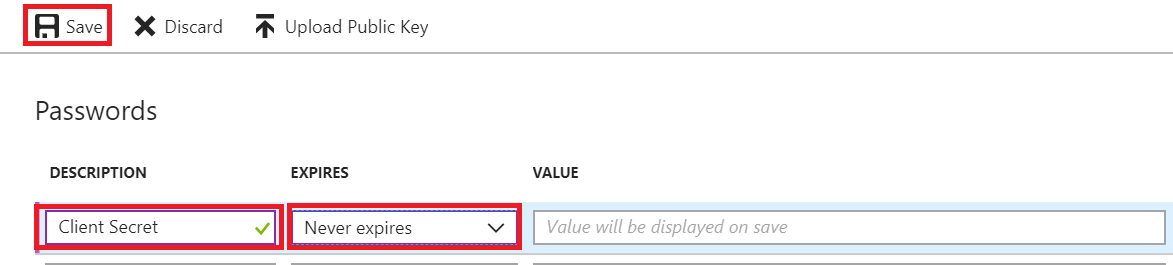 Save Discard Upload Public Key
Passwords
DESCRIPTION EXPIRES VALUE
Client Secret Never expires Value will be displayed on save